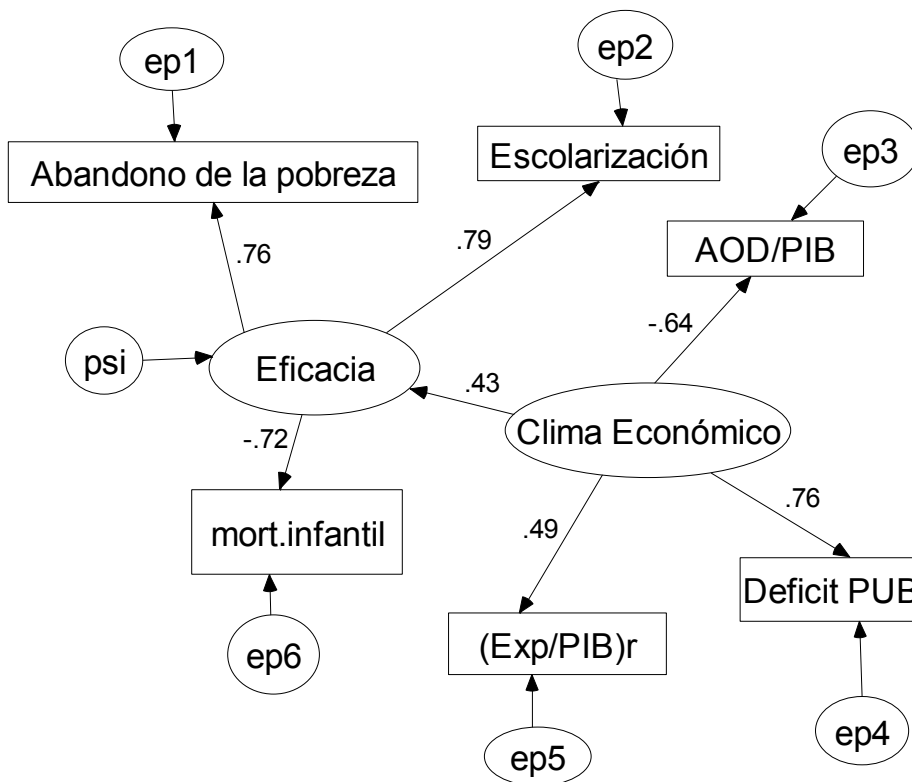 ep1
ep2
Abandono de la pobreza
Escolarización
ep3
AOD/PIB
.76
.79
-.64
psi
Eficacia
.43
Clima Económico
-.72
.49
.76
mort.infantil
Deficit PUB
(Exp/PIB)r
ep6
ep5
ep4